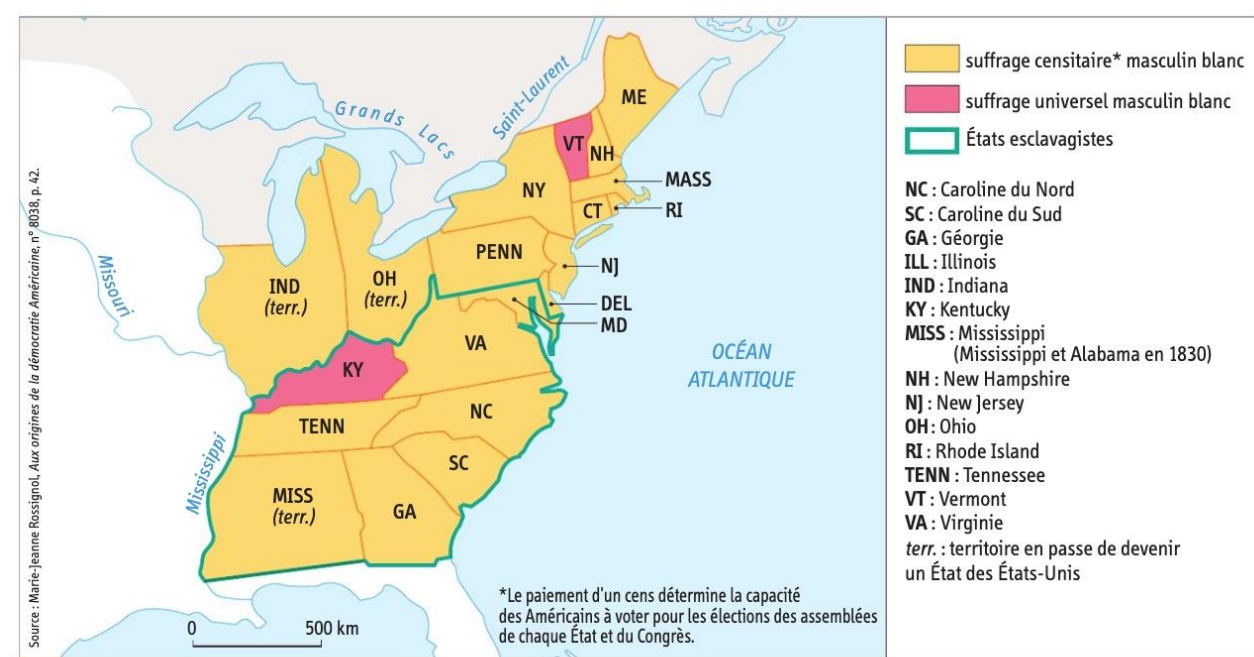 Source : Marie-Jeanne Rossignol, Aux origines de la démocratie Américaine, n° 8038, p. 42.
Grands Lacs
Saint-Laurent
ME
VT
NH
NY
MASS
CT
RI
PENN
NJ
IND
(terr.)
OH
(terr.)
DEL
MD
Missouri
VA
KY
OCÉAN
ATLANTIQUE
NC
TENN
SC
Mississippi
MISS
(terr.)
GA
0 500 km
*Le paiement d'un cens détermine la capacité
des Américains à voter pour les élections des assemblées
de chaque État et du Congrès.
suffrage censitaire* masculin blanc
suffrage universel masculin blanc
États esclavagistes
NC : Caroline du Nord
SC : Caroline du Sud
GA : Géorgie
ILL : Illinois
IND : Indiana
KY : Kentucky
MISS : Mississippi
(Mississippi et Alabama en 1830)
NH : New Hampshire
NJ : New Jersey
OH : Ohio
RI : Rhode Island
TENN : Tennessee
VT : Vermont
VA : Virginie
terr. : territoire en passe de devenir
un État des États-Unis